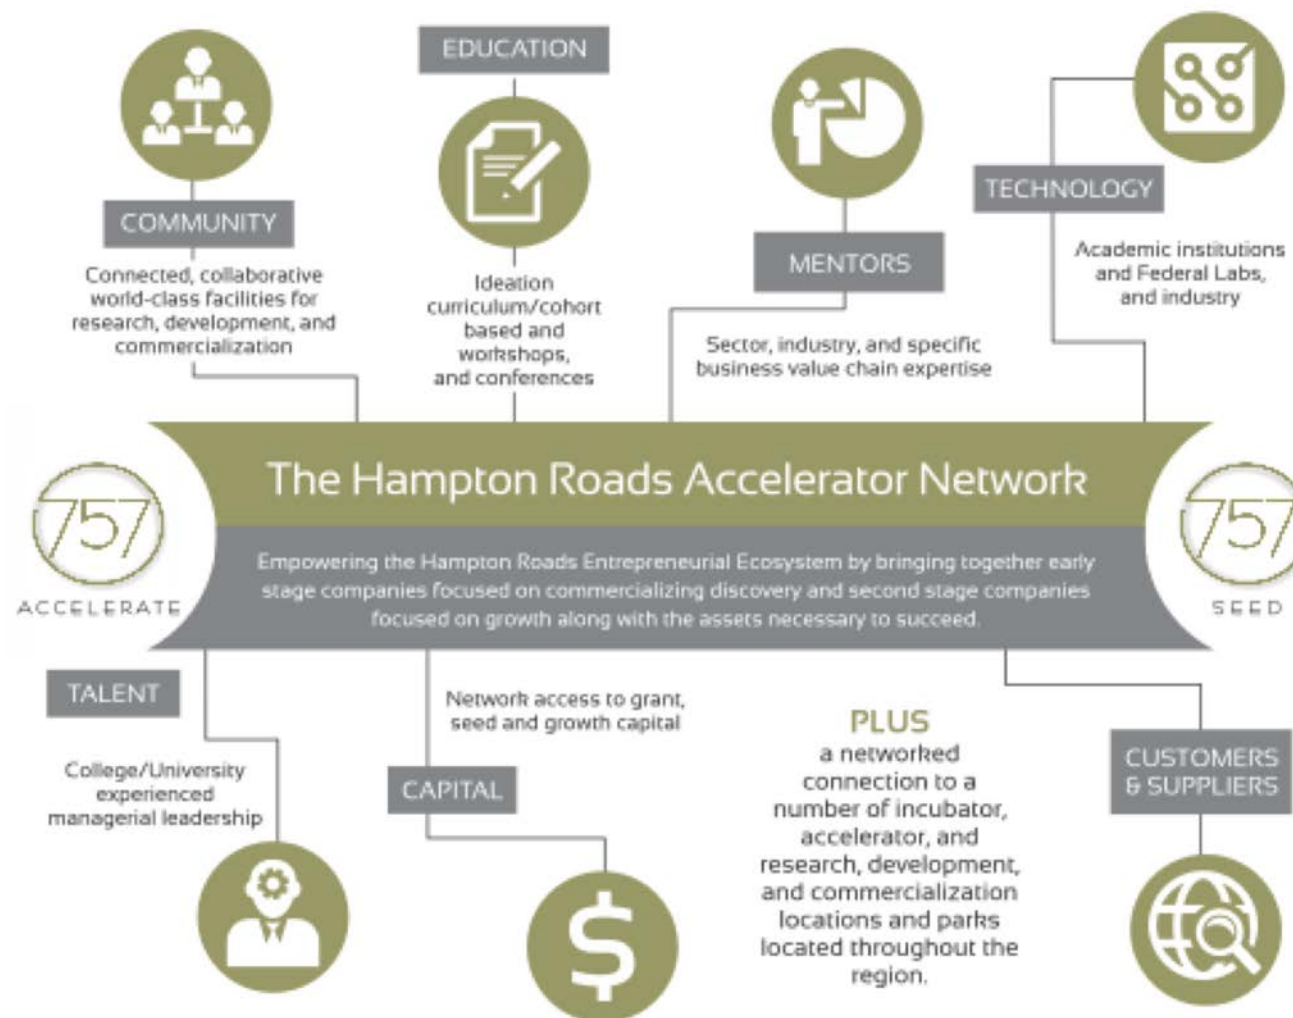 COMMUNITY
Connected, collaborative
world-class facilities for
research, development, and
commercialization
EDUCATION
Ideation
curriculum/cohort
based and
workshops,
and conferences
MENTORS
Sector, industry, and specific
business value chain expertise
TECHNOLOGY
Academic institutions
and Federal Labs,
and industry
757
ACCELERATE
The Hampton Roads Accelerator Network
Empowering the Hampton Roads Entrepreneurial Ecosystem by bringing together early
stage companies focused on commercializing discovery and second stage companies
focused on growth along with the assets necessary to succeed.
757
SEED
TALENT
College/University
experienced
managerial leadership
Network access to grant,
seed and growth capital
CAPITAL
$
PLUS
a networked
connection to a
number of incubator,
accelerator, and
research, development,
and commercialization
locations and parks
located throughout the
region.
CUSTOMERS
& SUPPLIERS